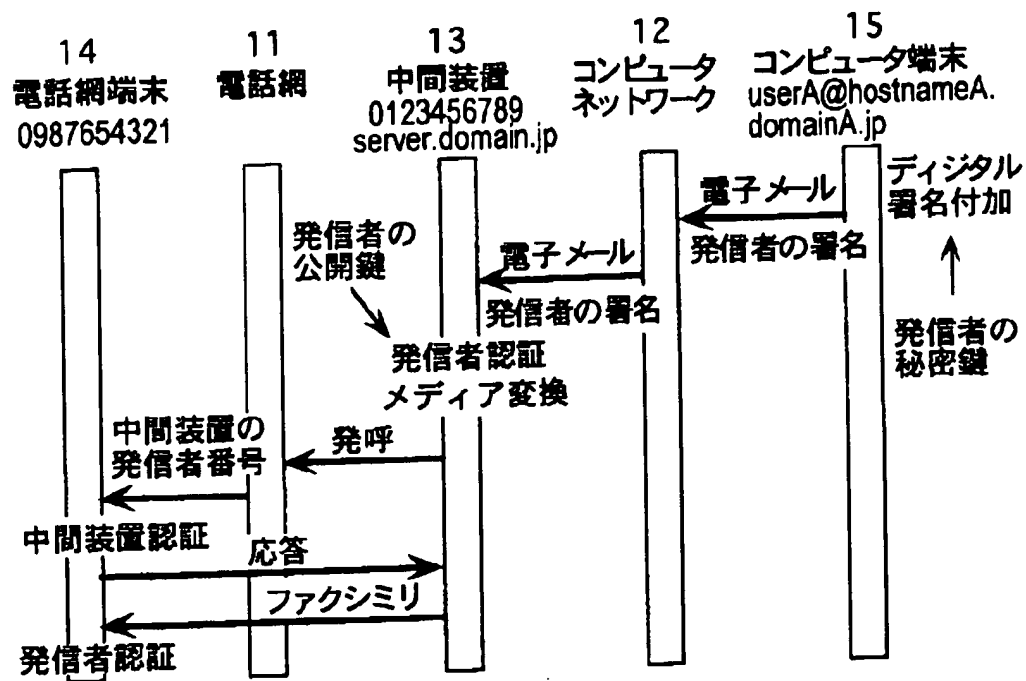 14
電話網端末
0987654321
11
電話網
13
中間装置
0123456789
server.domain.jp
12
コンピュータ
ネットワーク
15
コンピュータ端末
userA@hostnameA.
domainA.jp
ディジタル
署名付加
電子メール
発信者の署名
発信者の
公開鍵
電子メール
発信者の署名
発信者の
秘密鍵
発信者認証
メディア変換
発呼
中間装置の
発信者番号
中間装置認証
応答
ファクシミリ
発信者認証